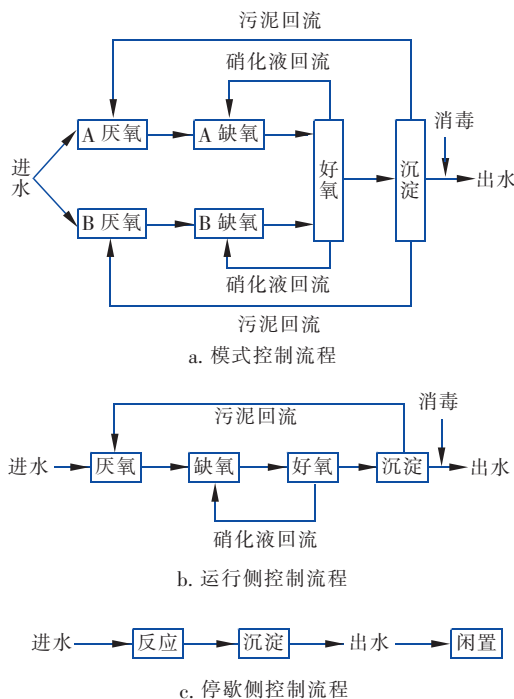 污泥回流
硝化液回流
消毒
A 厌氧
A 缺氧
进水
好氧
沉淀
出水
B 厌氧
B 缺氧
硝化液回流
污泥回流
a. 模式控制流程
消毒
污泥回流
进水
厌氧
缺氧
好氧
沉淀
出水
硝化液回流
b. 运行侧控制流程
进水
反应
沉淀
出水
闲置
c. 停歇侧控制流程